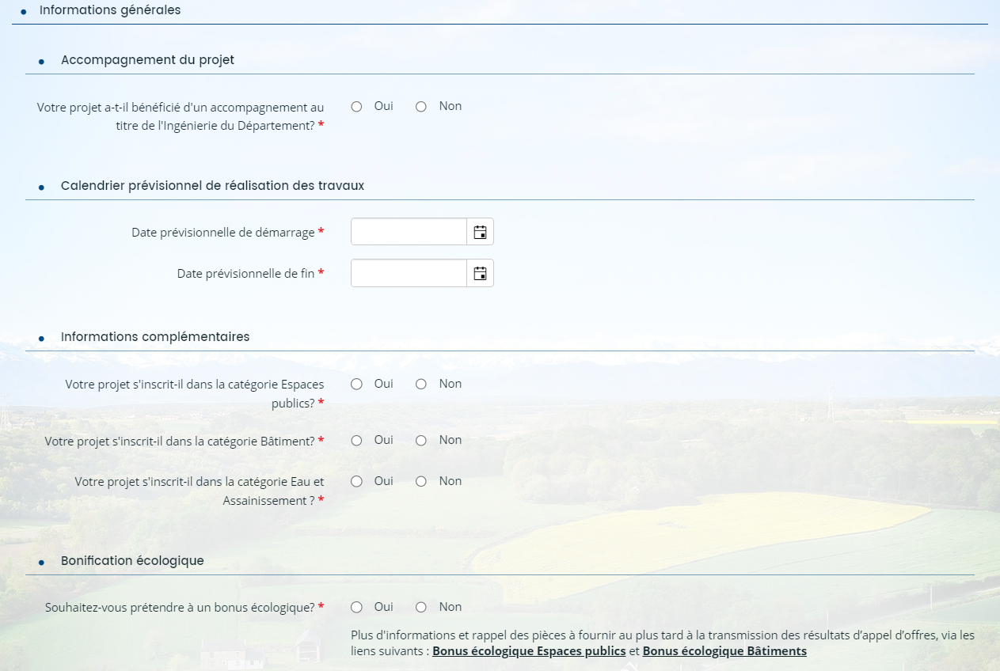 Informations générales
Accompagnement du projet
Votre projet a-t-il bénéficié d'un accompagnement au
titre de l'Ingénierie du Département? *
Oui Non
Calendrier prévisionnel de réalisation des travaux
Date prévisionnelle de démarrage *
Date prévisionnelle de fin *
Informations complémentaires
Votre projet s'inscrit-il dans la catégorie Espaces
publics? *
Oui Non
Votre projet s'inscrit-il dans la catégorie Bâtiment? * Oui Non
Votre projet s'inscrit-il dans la catégorie Eau et
Assainissement ? *
Oui Non
Bonification écologique
Souhaitez-vous prétendre à un bonus écologique? * Oui Non
Plus d'informations et rappel des pièces à fournir au plus tard à la transmission des résultats d’appel d’offres, via les
liens suivants : Bonus écologique Espaces publics et Bonus écologique Bâtiments